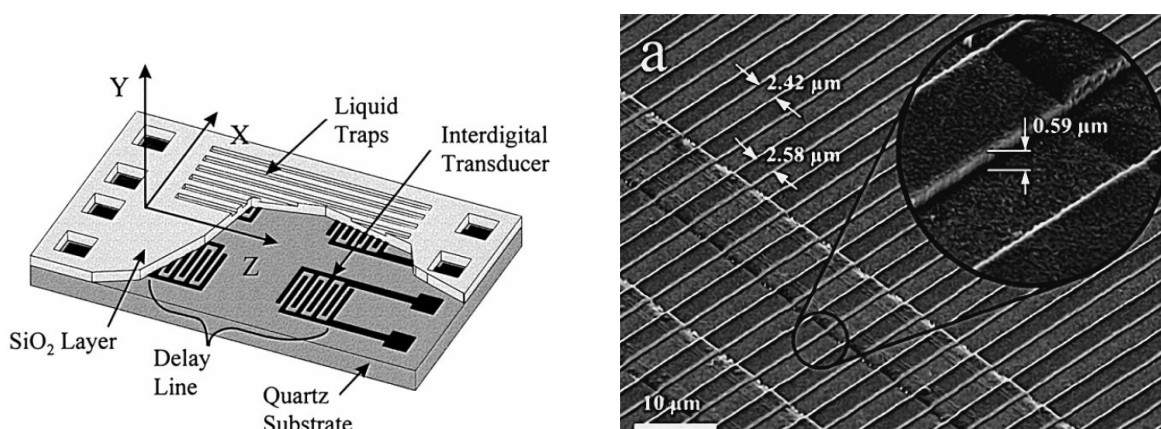 Y
X
Z
Liquid
Traps
Interdigital
Transducer
SiO₂ Layer
Delay
Line
Quartz
Substrate
a
2.42 µm
2.58 µm
0.59 µm
10 µm